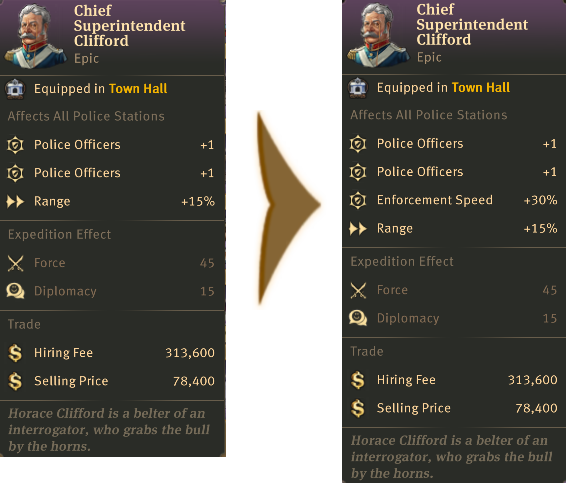 Chief
Superintendent
Clifford
Epic
Equipped in Town Hall
Affects All Police Stations
Police Officers +1
Police Officers +1
Range +15%
Expedition Effect
Force 45
Diplomacy 15
Trade
Hiring Fee 313,600
Selling Price 78,400
Horace Clifford is a belter of an
interrogator, who grabs the bull
by the horns.
Chief
Superintendent
Clifford
Epic
Equipped in Town Hall
Affects All Police Stations
Police Officers +1
Police Officers +1
Enforcement Speed +30%
Range +15%
Expedition Effect
Force 45
Diplomacy 15
Trade
Hiring Fee 313,600
Selling Price 78,400
Horace Clifford is a belter of an
interrogator, who grabs the bull
by the horns.